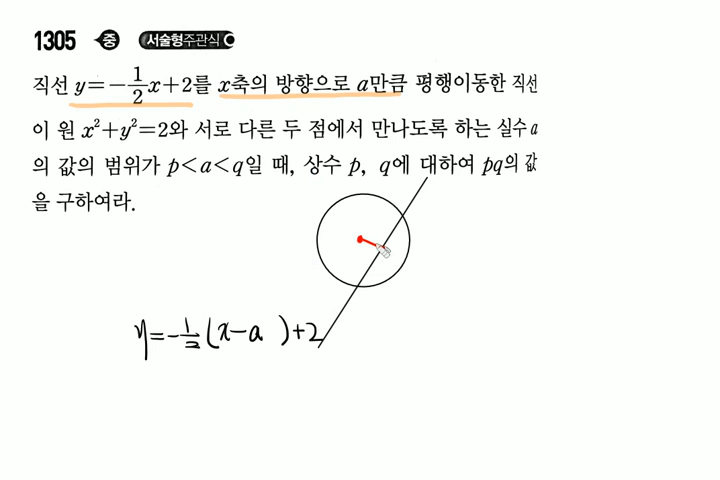 1305 중 서술형주관식
직선 y=-1/2x+2를 x축의 방향으로 a만큼 평행이동한 직선
이 원 x²+y²=2와 서로 다른 두 점에서 만나도록 하는 실수 a
의 값의 범위가 p<a<q일 때, 상수 p, q에 대하여 pq의 값
을 구하여라.
y=-1/2(x-a )+2